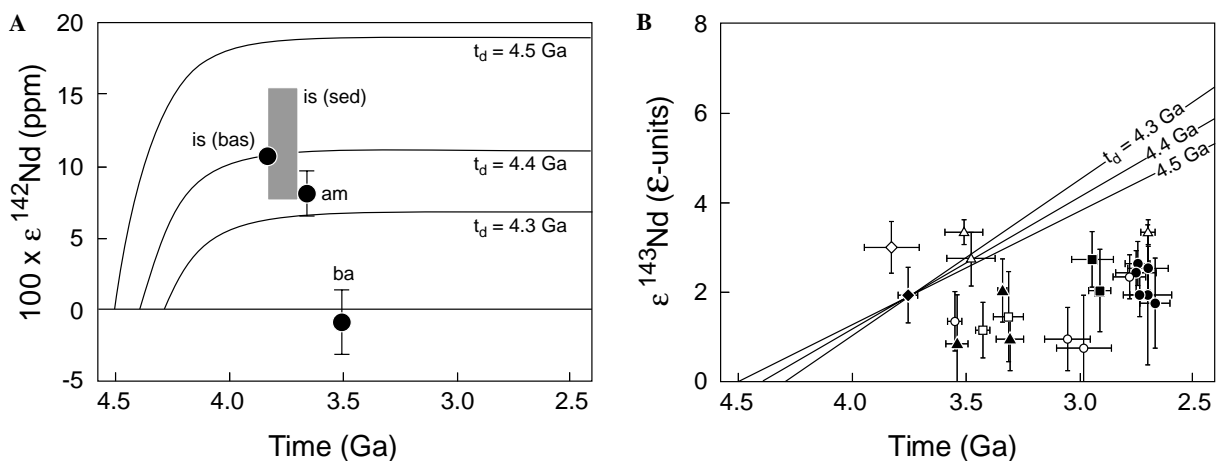 A
100 x ε ¹⁴²Nd (ppm)
20
15
10
5
0
-5
t_d = 4.5 Ga
is (sed)
is (bas)
t_d = 4.4 Ga
am
t_d = 4.3 Ga
ba
4.5 4.0 3.5 3.0 2.5
Time (Ga)
B
ε ¹⁴³Nd (ε-units)
8
6
4
2
0
t_d = 4.3 Ga
4.4 Ga
4.5 Ga
4.5 4.0 3.5 3.0 2.5
Time (Ga)